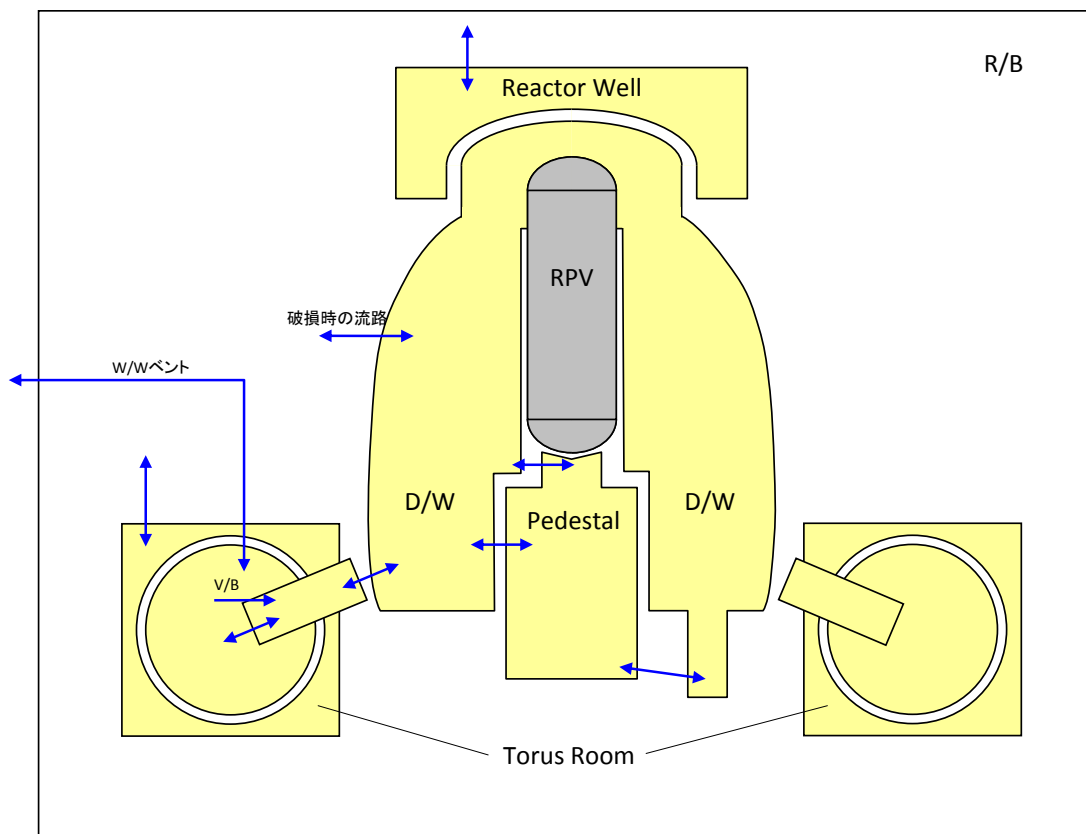 R/B
Reactor Well
RPV
破損時の流路
W/Wベント
D/W
Pedestal
D/W
V/B
Torus Room